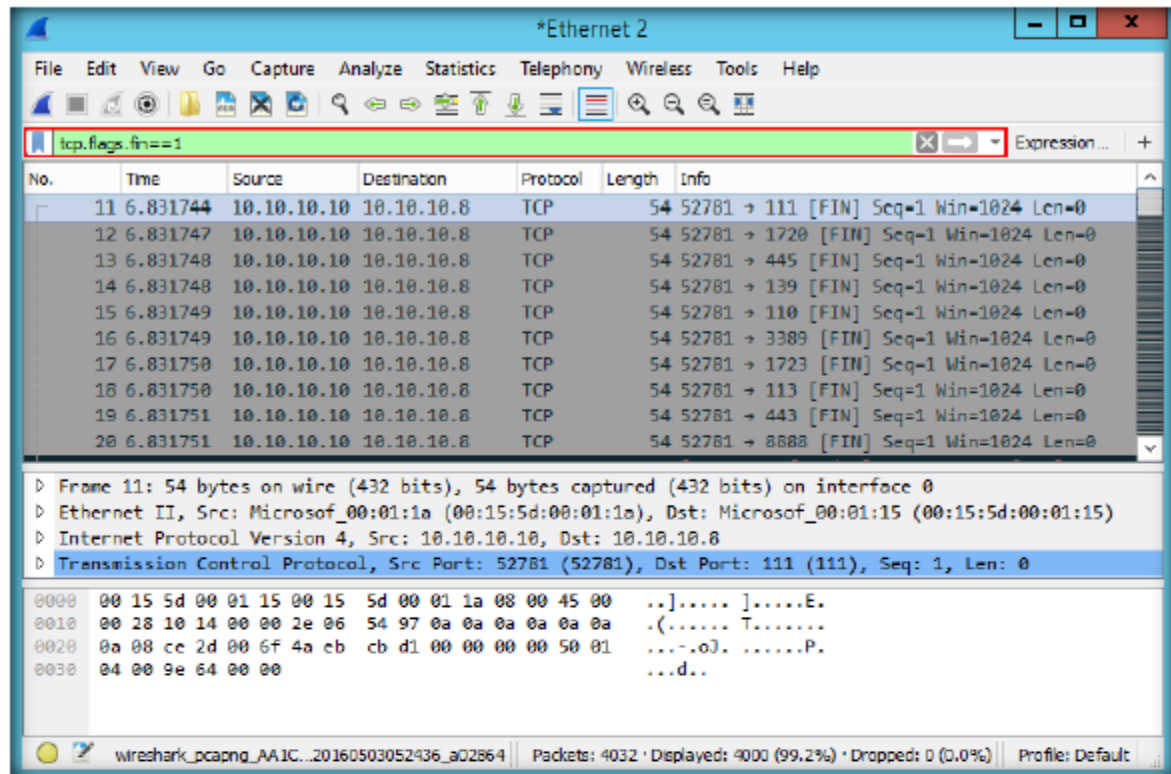 *Ethernet 2
File Edit View Go Capture Analyze Statistics Telephony Wireless Tools Help
tcp.flags.fin==1 Expression... +
No. Time Source Destination Protocol Length Info
11 6.831744 10.10.10.10 10.10.10.8 TCP 54 52781 → 111 [FIN] Seq=1 Win=1024 Len=0
12 6.831747 10.10.10.10 10.10.10.8 TCP 54 52781 → 1720 [FIN] Seq=1 Win=1024 Len=0
13 6.831748 10.10.10.10 10.10.10.8 TCP 54 52781 → 445 [FIN] Seq=1 Win=1024 Len=0
14 6.831748 10.10.10.10 10.10.10.8 TCP 54 52781 → 139 [FIN] Seq=1 Win=1024 Len=0
15 6.831749 10.10.10.10 10.10.10.8 TCP 54 52781 → 110 [FIN] Seq=1 Win=1024 Len=0
16 6.831749 10.10.10.10 10.10.10.8 TCP 54 52781 → 3389 [FIN] Seq=1 Win=1024 Len=0
17 6.831750 10.10.10.10 10.10.10.8 TCP 54 52781 → 1723 [FIN] Seq=1 Win=1024 Len=0
18 6.831750 10.10.10.10 10.10.10.8 TCP 54 52781 → 113 [FIN] Seq=1 Win=1024 Len=0
19 6.831751 10.10.10.10 10.10.10.8 TCP 54 52781 → 443 [FIN] Seq=1 Win=1024 Len=0
20 6.831751 10.10.10.10 10.10.10.8 TCP 54 52781 → 8888 [FIN] Seq=1 Win=1024 Len=0
Frame 11: 54 bytes on wire (432 bits), 54 bytes captured (432 bits) on interface 0
Ethernet II, Src: Microsof_00:01:1a (00:15:5d:00:01:1a), Dst: Microsof_00:01:15 (00:15:5d:00:01:15)
Internet Protocol Version 4, Src: 10.10.10.10, Dst: 10.10.10.8
Transmission Control Protocol, Src Port: 52781 (52781), Dst Port: 111 (111), Seq: 1, Len: 0
0000 00 15 5d 00 01 15 00 15 5d 00 01 1a 08 00 45 00 ..]..... ].....E.
0010 00 28 10 14 00 00 2e 06 54 97 0a 0a 0a 0a 0a 0a .(...... T.......
0020 0a 08 ce 2d 00 6f 4a eb cb d1 00 00 00 00 50 01 ...-.oJ. ......P.
0030 04 00 9e 64 00 00 ...d..
wireshark_pcapng_AA1C...20160503052436_a02864 Packets: 4032 · Displayed: 4000 (99.2%) · Dropped: 0 (0.0%) Profile: Default